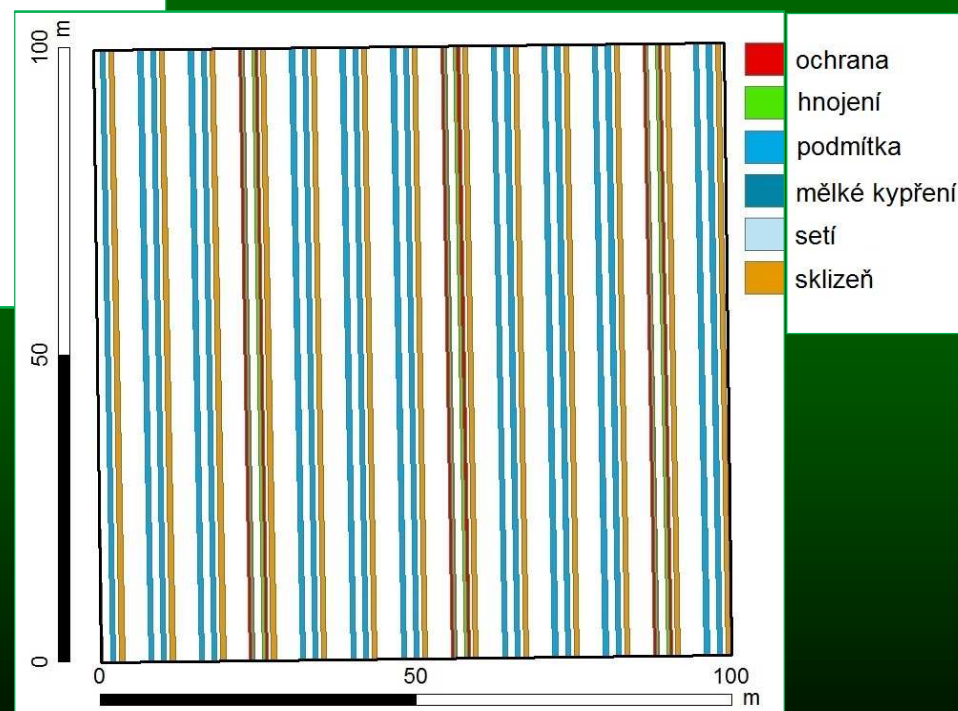 100 m
50
0
0 50 100
m
ochrana
hnojení
podmítka
mělké kypření
setí
sklizeň